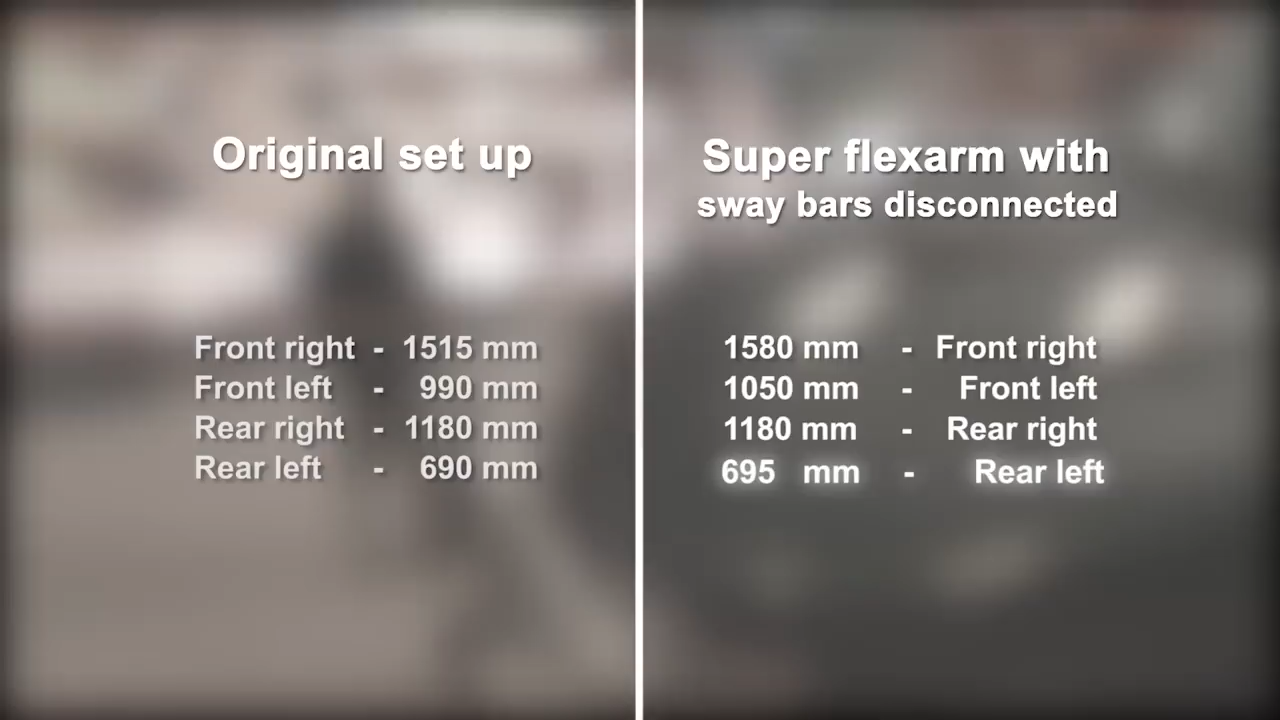 Original set up
Front right - 1515 mm
Front left - 990 mm
Rear right - 1180 mm
Rear left - 690 mm
Super flexarm with
sway bars disconnected
1580 mm - Front right
1050 mm - Front left
1180 mm - Rear right
695 mm - Rear left